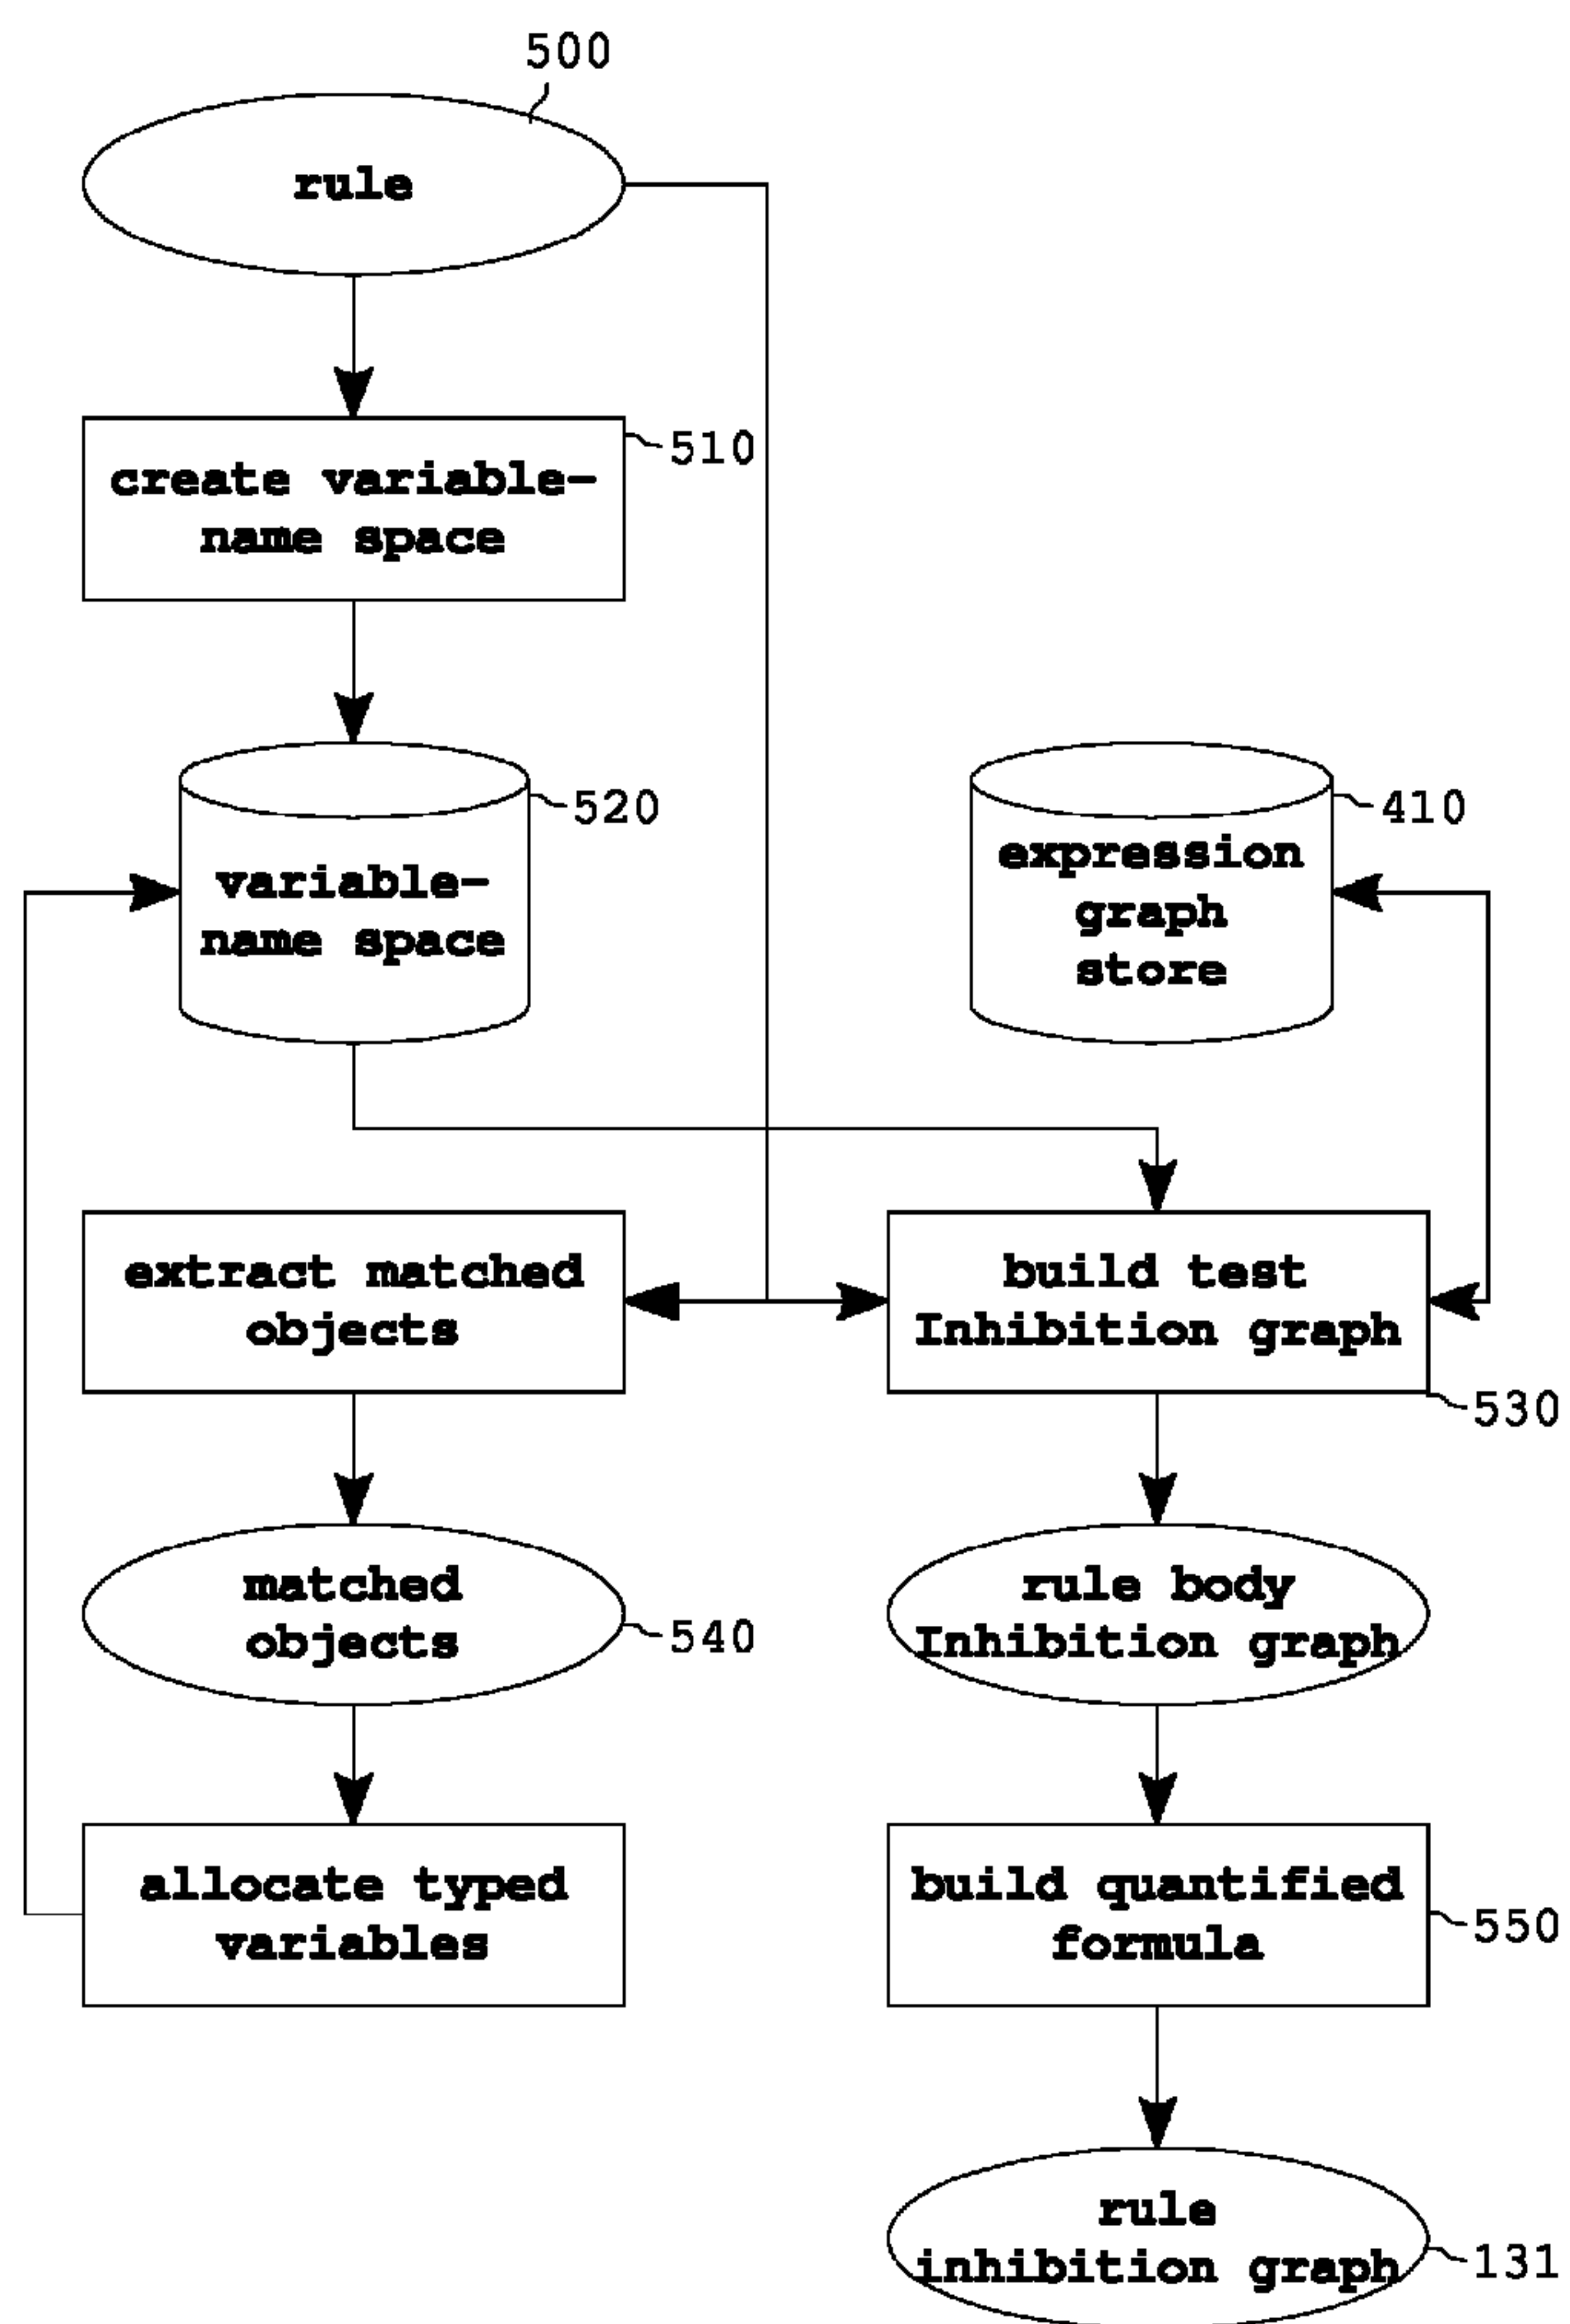 500
rule
510
create variable-
name space
520
variable-
name space
410
expression
graph
store
extract matched
objects
build test
Inhibition graph
530
matched
objects
540
rule body
Inhibition graph
allocate typed
variables
build quantified
formula
550
rule
inhibition graph
131